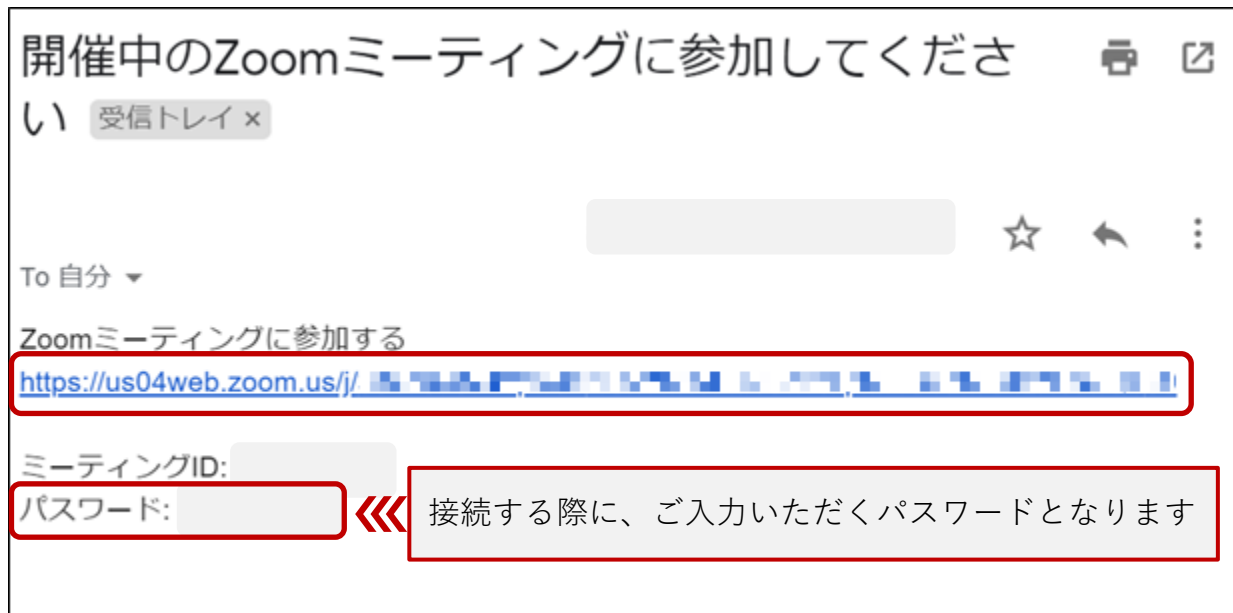 開催中のZoomミーティングに参加してくださ
い 受信トレイ ×
To 自分
Zoomミーティングに参加する
https://us04web.zoom.us/j/
ミーティングID:
パスワード:
接続する際に、ご入力いただくパスワードとなります